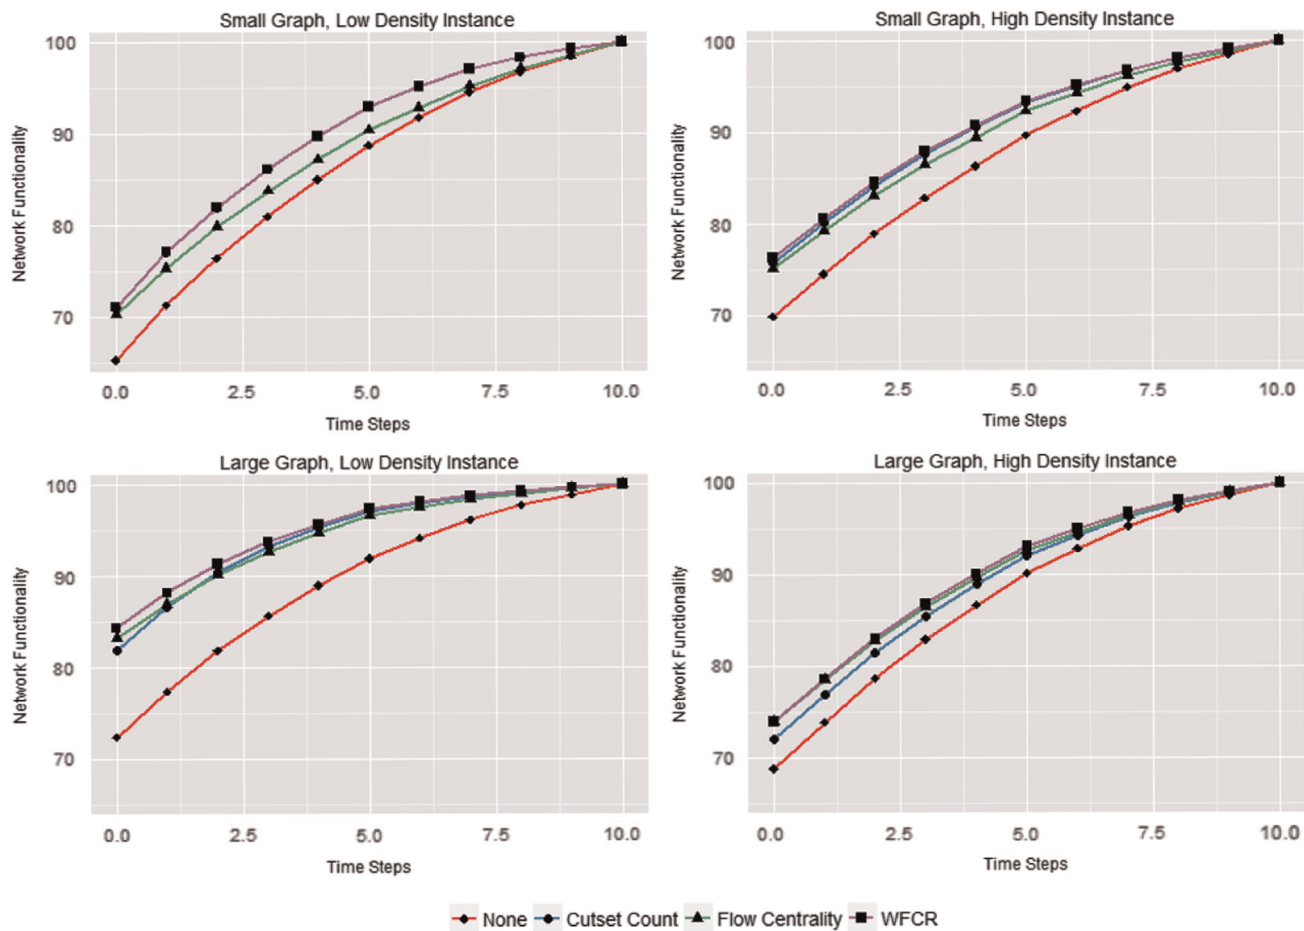 Small Graph, Low Density Instance
100
90
80
70
Network Functionality
0.0 2.5 5.0 7.5 10.0
Time Steps
Small Graph, High Density Instance
100
90
80
70
Network Functionality
0.0 2.5 5.0 7.5 10.0
Time Steps
Large Graph, Low Density Instance
100
90
80
70
Network Functionality
0.0 2.5 5.0 7.5 10.0
Time Steps
Large Graph, High Density Instance
100
90
80
70
Network Functionality
0.0 2.5 5.0 7.5 10.0
Time Steps
None Cutset Count Flow Centrality WFCR